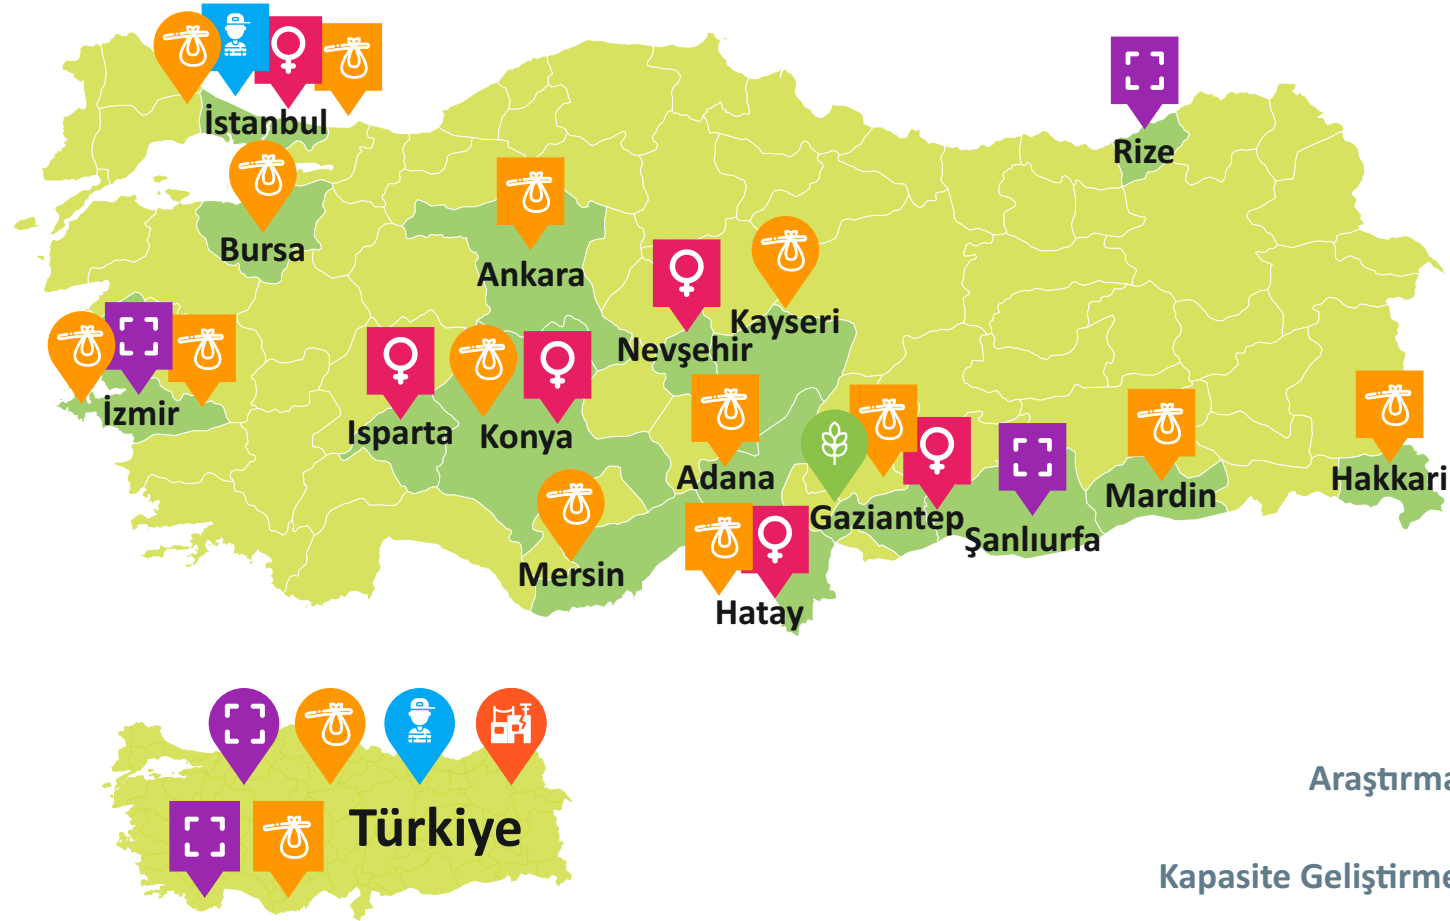 İstanbul
Rize
Bursa
Ankara
Kayseri
Nevşehir
İzmir
Isparta
Konya
Adana
Hakkari
Mardin
Gaziantep
Şanlıurfa
Mersin
Hatay
Araştırma
Türkiye
Kapasite Geliştirme